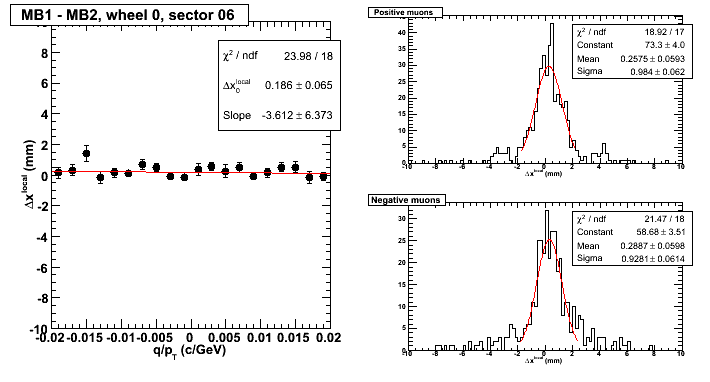 MB1 - MB2, wheel 0, sector 06
χ² / ndf 23.98 / 18
Δx₀^local 0.186 ± 0.065
Slope -3.612 ± 6.373
Δx^local (mm)
8
6
4
2
0
-2
-4
-6
-8
-10
-0.02 -0.015 -0.01 -0.005 0 0.005 0.01 0.015 0.02
q/p_T (c/GeV)
Positive muons
χ² / ndf 18.92 / 17
Constant 73.3 ± 4.0
Mean 0.2575 ± 0.0593
Sigma 0.984 ± 0.062
40
35
30
25
20
15
10
5
0
-10 -8 -6 -4 -2 0 2 4 6 8 10
Δx^local (mm)
Negative muons
χ² / ndf 21.47 / 18
Constant 58.68 ± 3.51
Mean 0.2887 ± 0.0598
Sigma 0.9281 ± 0.0614
30
25
20
15
10
5
0
-10 -8 -6 -4 -2 0 2 4 6 8 10
Δx^local (mm)